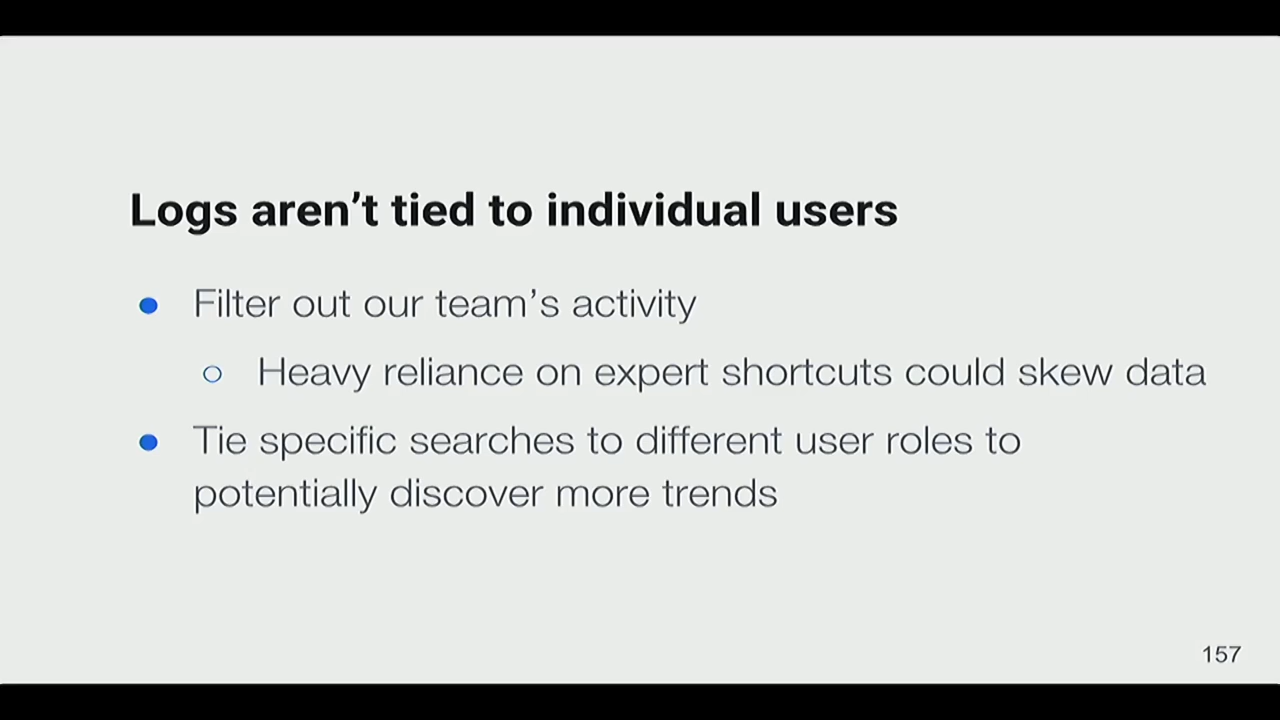 Logs aren’t tied to individual users
● Filter out our team’s activity
○ Heavy reliance on expert shortcuts could skew data
● Tie specific searches to different user roles to
potentially discover more trends
157